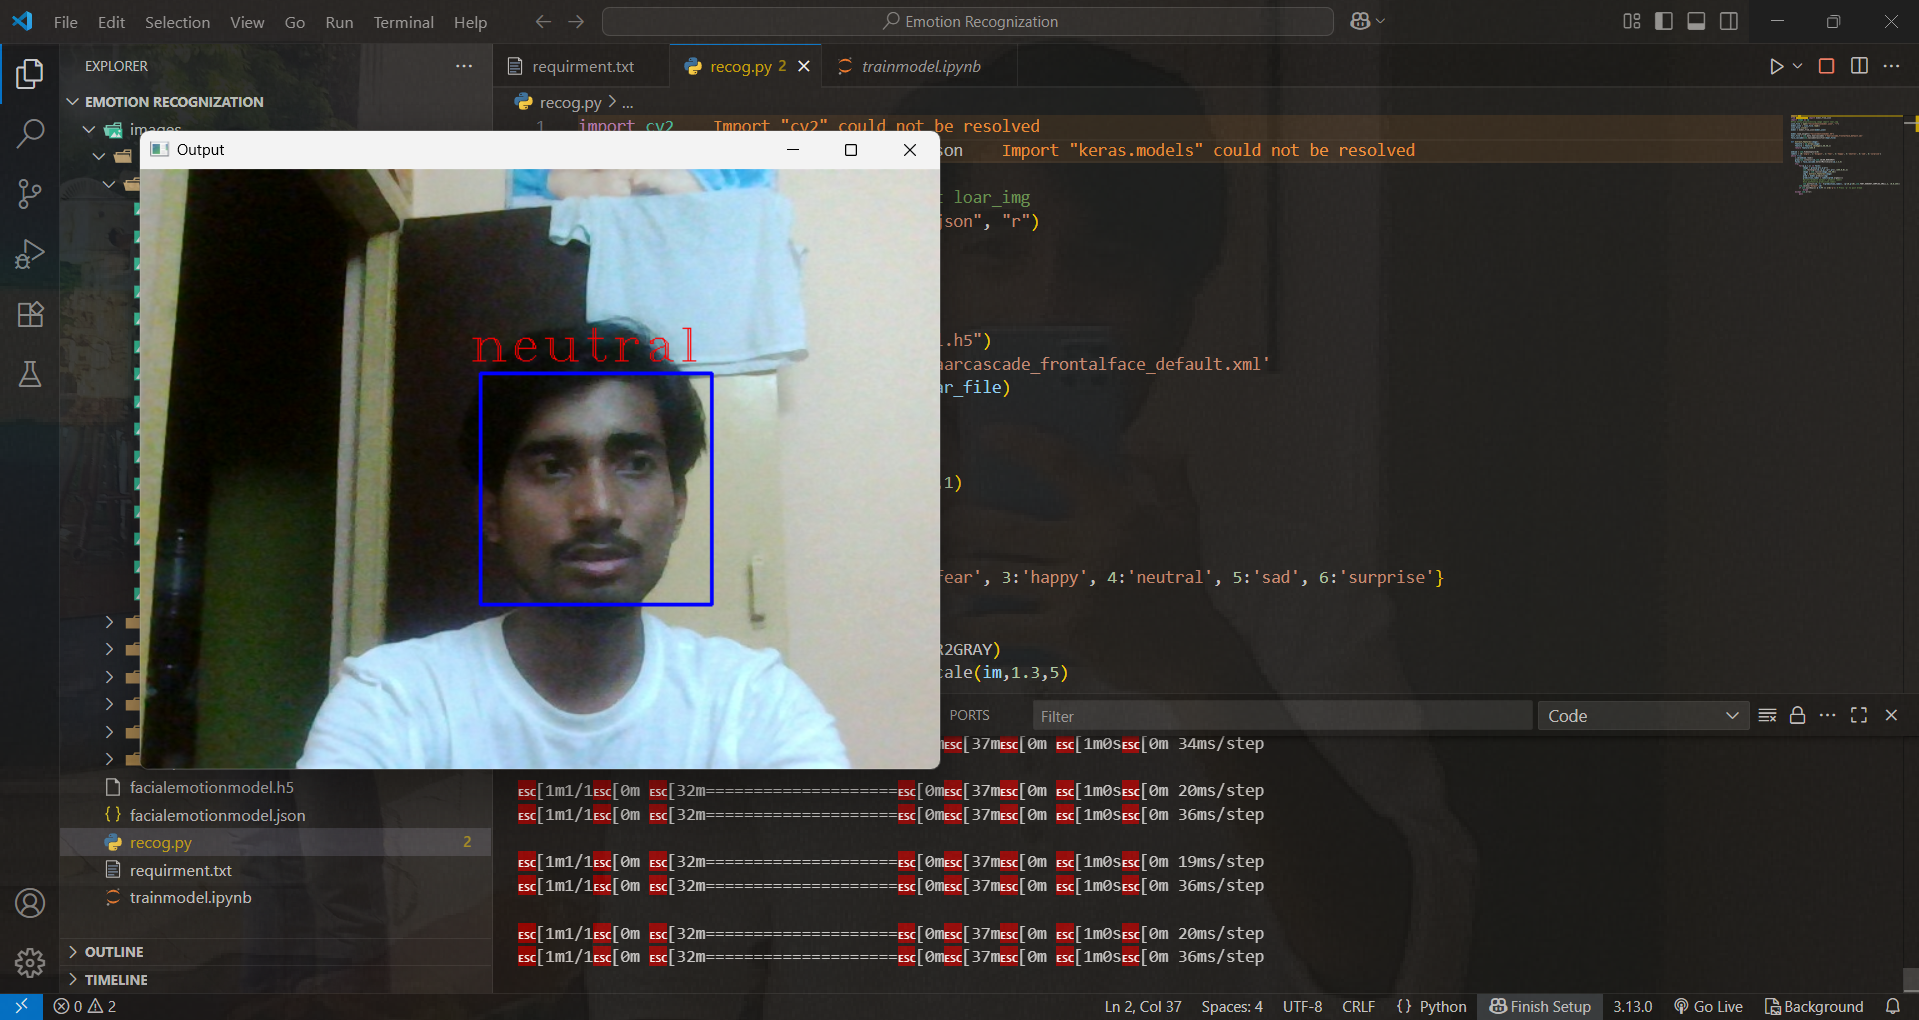 File Edit Selection View Go Run Terminal Help
Emotion Recognization
EXPLORER
requirment.txt
recog.py 2
trainmodel.ipynb
EMOTION RECOGNIZATION
recog.py > ...
images
1 import cv2 Import "cv2" could not be resolved
Output
son Import "keras.models" could not be resolved
loar_img
json", "r")
neutral
.h5")
aarcascade_frontalface_default.xml'
ar_file)
1)
fear', 3:'happy', 4:'neutral', 5:'sad', 6:'surprise'}
R2GRAY)
cale(im,1.3,5)
PORTS
Filter
Code
ESC[37mESC[0m ESC[1m0sESC[0m 34ms/step
facialemotionmodel.h5
ESC[1m1/1ESC[0m ESC[32m====================ESC[0mESC[37mESC[0m ESC[1m0sESC[0m 20ms/step
facialemotionmodel.json
ESC[1m1/1ESC[0m ESC[32m====================ESC[0mESC[37mESC[0m ESC[1m0sESC[0m 36ms/step
recog.py 2
ESC[1m1/1ESC[0m ESC[32m====================ESC[0mESC[37mESC[0m ESC[1m0sESC[0m 19ms/step
requirment.txt
ESC[1m1/1ESC[0m ESC[32m====================ESC[0mESC[37mESC[0m ESC[1m0sESC[0m 36ms/step
trainmodel.ipynb
ESC[1m1/1ESC[0m ESC[32m====================ESC[0mESC[37mESC[0m ESC[1m0sESC[0m 20ms/step
OUTLINE
ESC[1m1/1ESC[0m ESC[32m====================ESC[0mESC[37mESC[0m ESC[1m0sESC[0m 36ms/step
TIMELINE
0 2 Ln 2, Col 37 Spaces: 4 UTF-8 CRLF {} Python Finish Setup 3.13.0 Go Live Background